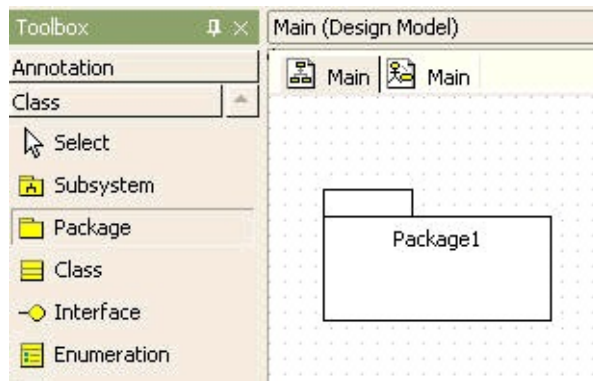 Toolbox
Annotation
Class
Select
Subsystem
Package
Class
Interface
Enumeration
Main (Design Model)
Main
Main
Package1